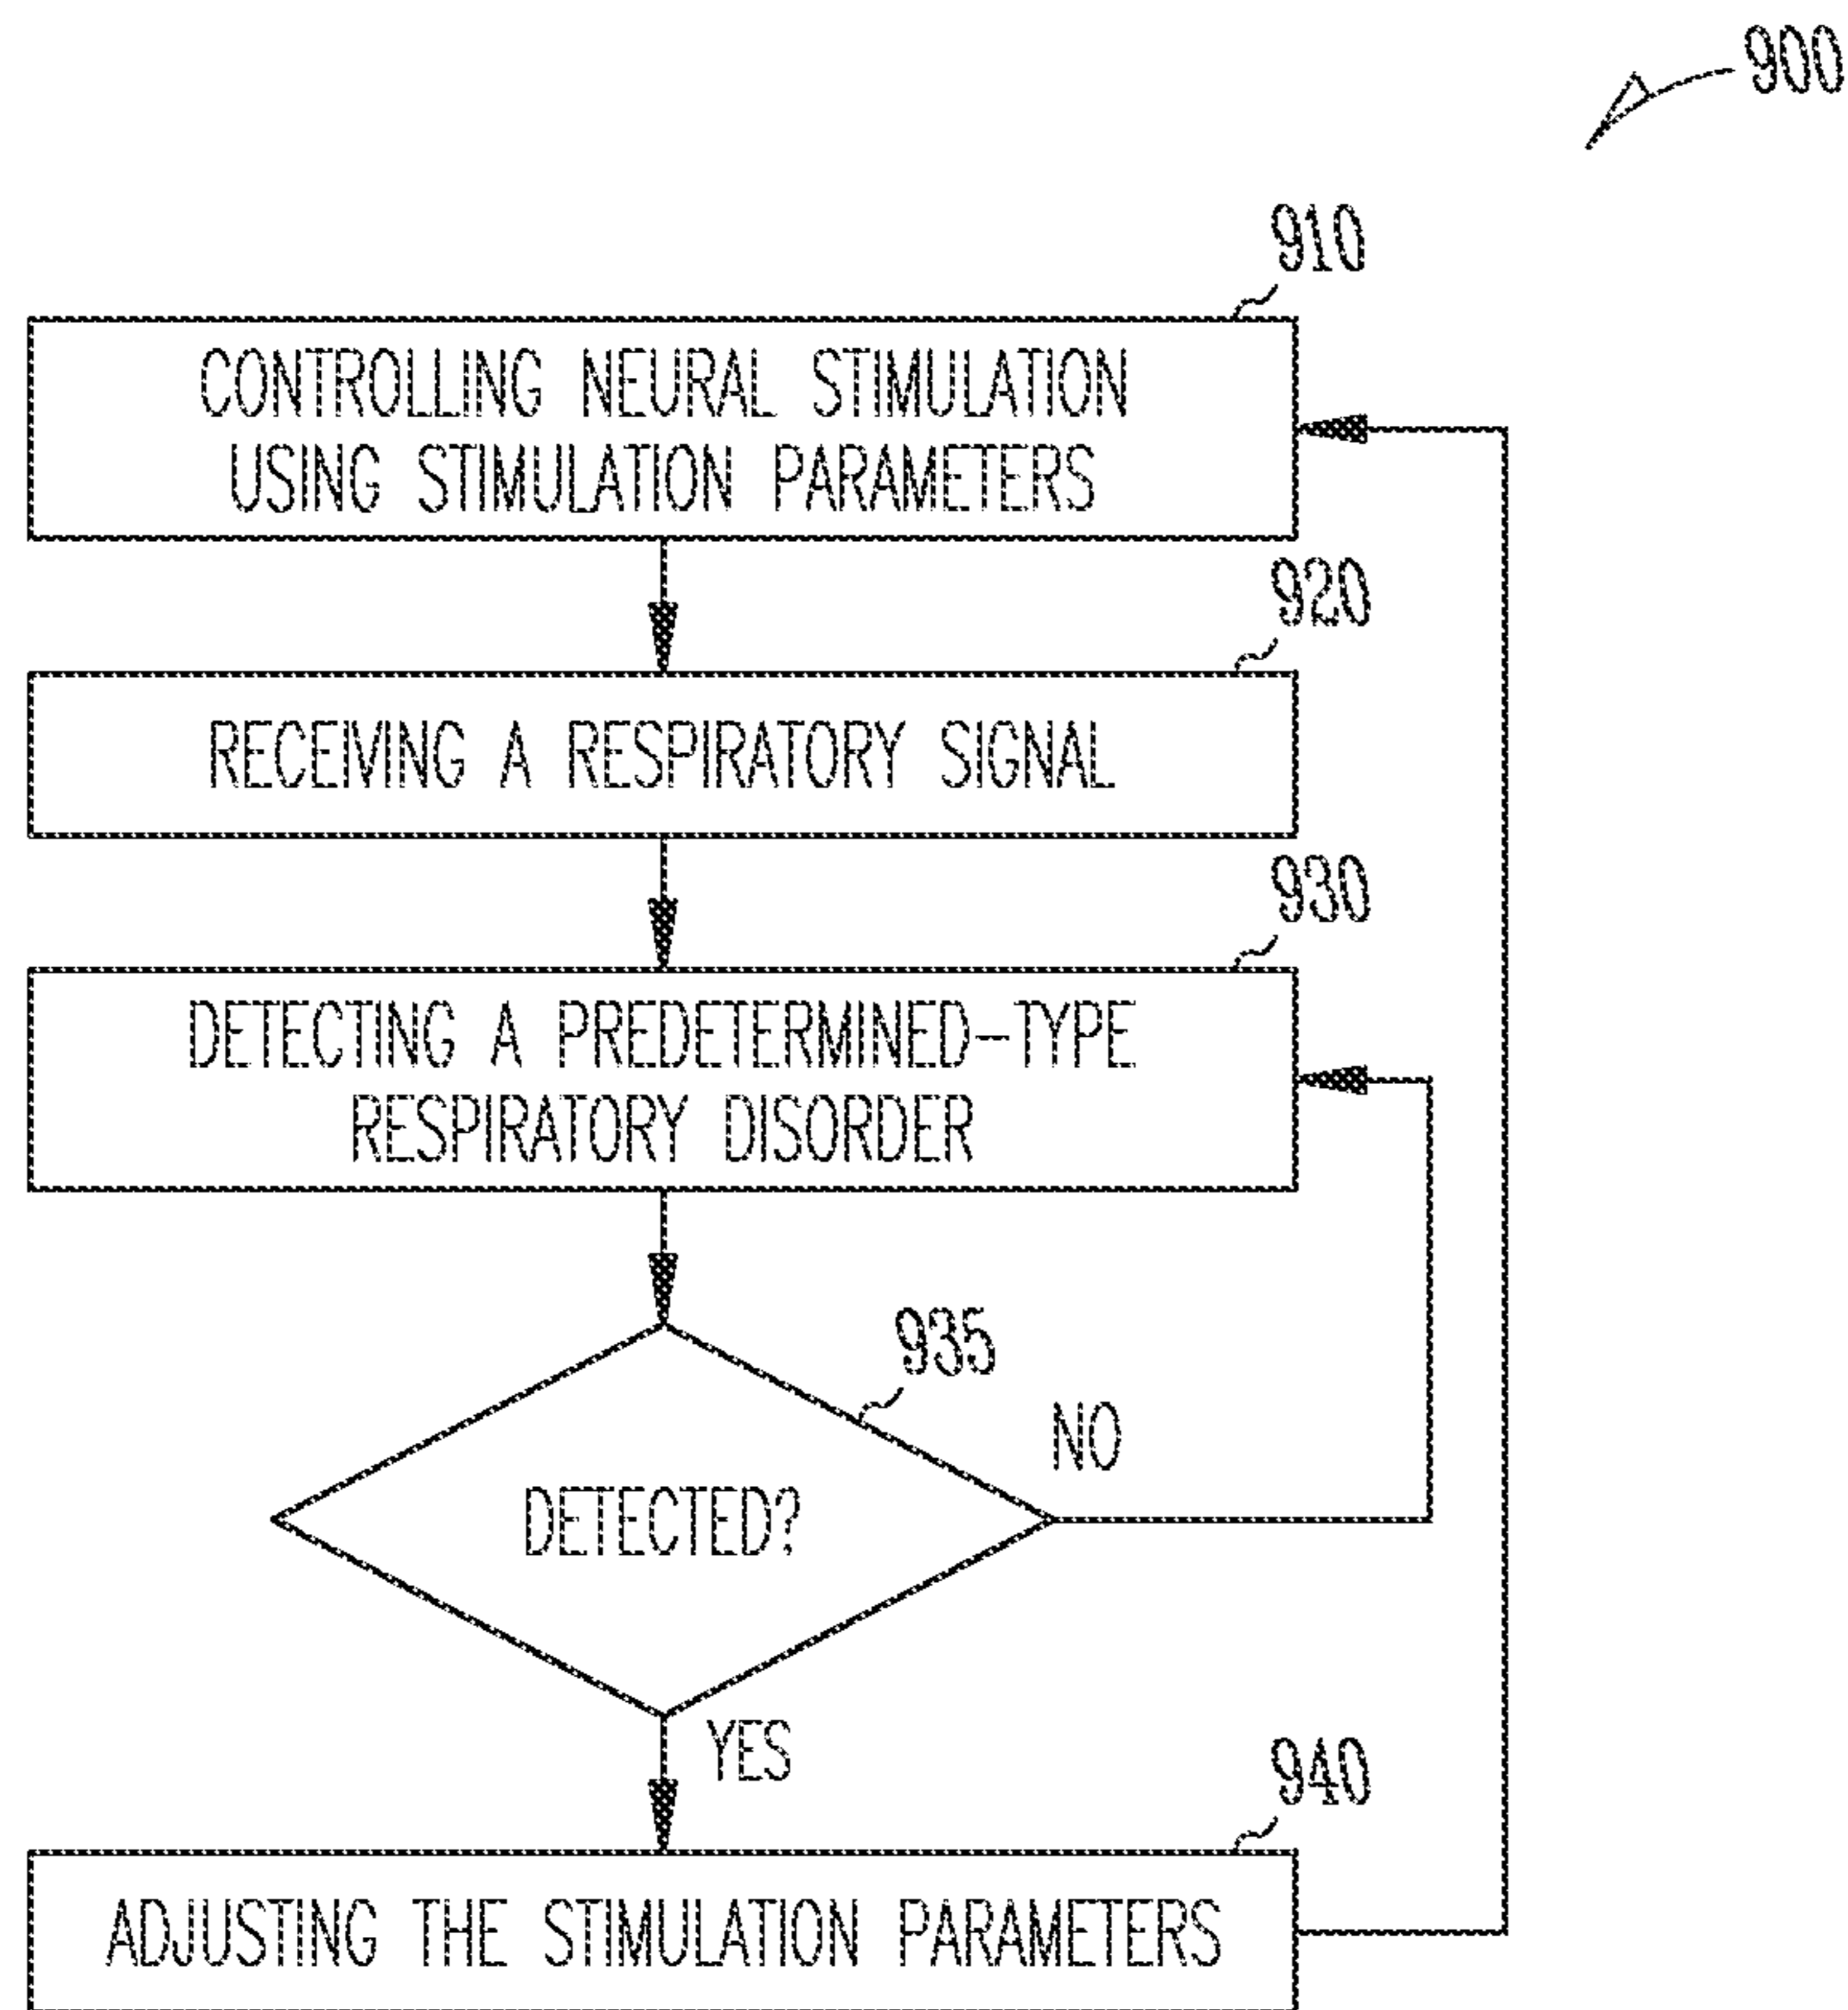 900
910
CONTROLLING NEURAL STIMULATION
USING STIMULATION PARAMETERS
920
RECEIVING A RESPIRATORY SIGNAL
930
DETECTING A PREDETERMINED-TYPE
RESPIRATORY DISORDER
935
NO
DETECTED?
YES
940
ADJUSTING THE STIMULATION PARAMETERS